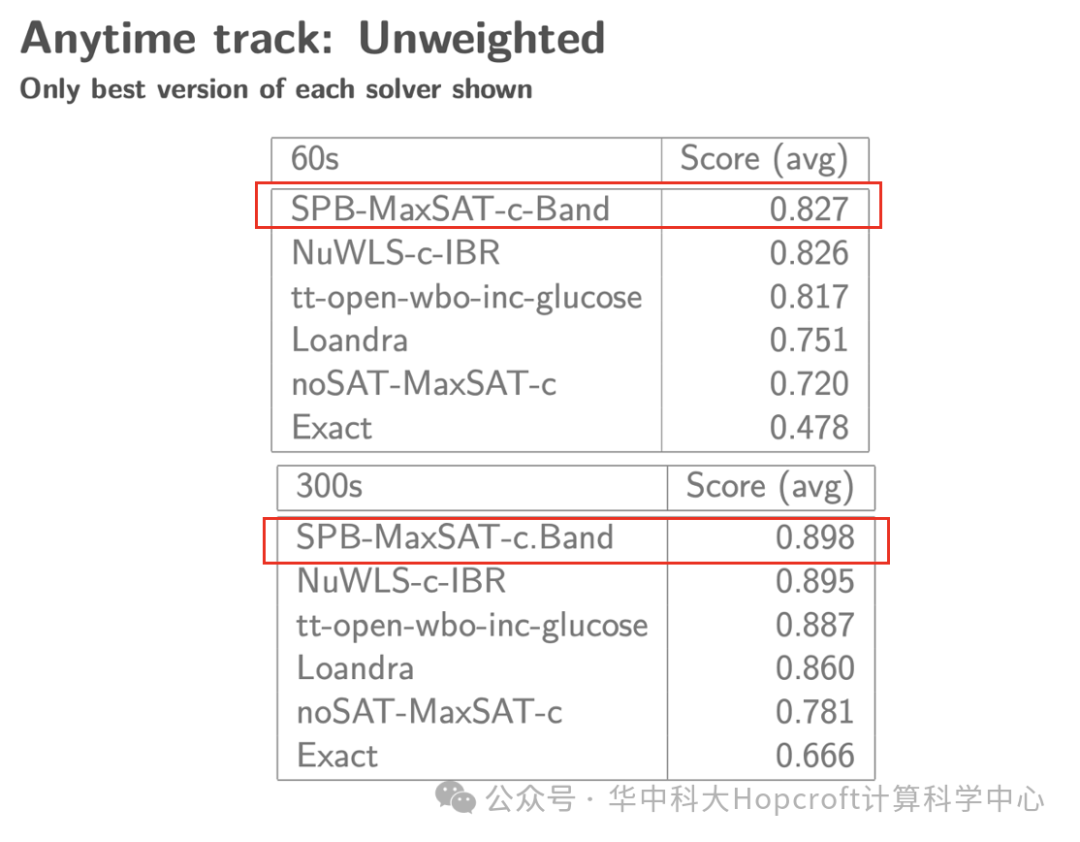 Anytime track: Unweighted
Only best version of each solver shown
60s Score (avg)
SPB-MaxSAT-c-Band 0.827
NuWLS-c-IBR 0.826
tt-open-wbo-inc-glucose 0.817
Loandra 0.751
noSAT-MaxSAT-c 0.720
Exact 0.478
300s Score (avg)
SPB-MaxSAT-c.Band 0.898
NuWLS-c-IBR 0.895
tt-open-wbo-inc-glucose 0.887
Loandra 0.860
noSAT-MaxSAT-c 0.781
Exact 0.666
公众号 · 华中科大Hopcroft计算科学中心